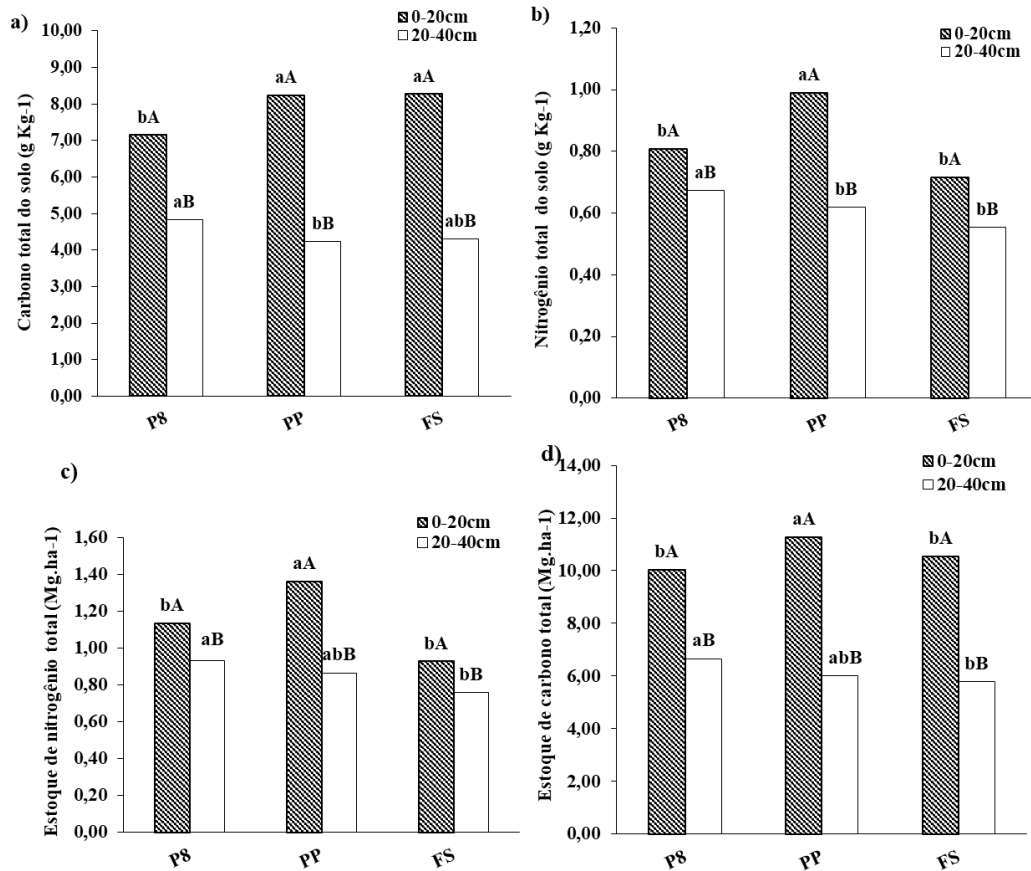 a)
0-20cm
20-40cm
Carbono total do solo (g Kg-1)
10,00
9,00
8,00
7,00
6,00
5,00
4,00
3,00
2,00
1,00
0,00
bA
aB
aA
bB
aA
abB
P8
PP
FS
b)
0-20cm
20-40cm
Nitrogênio total do solo (g Kg-1)
1,20
1,00
0,80
0,60
0,40
0,20
0,00
bA
aB
aA
bB
bA
bB
P8
PP
FS
c)
0-20cm
20-40cm
Estoque de nitrogênio total (Mg.ha-1)
1,60
1,40
1,20
1,00
0,80
0,60
0,40
0,20
0,00
bA
aB
aA
abB
bA
bB
P8
PP
FS
d)
0-20cm
20-40cm
Estoque de carbono total (Mg.ha-1)
14,00
12,00
10,00
8,00
6,00
4,00
2,00
0,00
bA
aB
aA
abB
bA
bB
P8
PP
FS